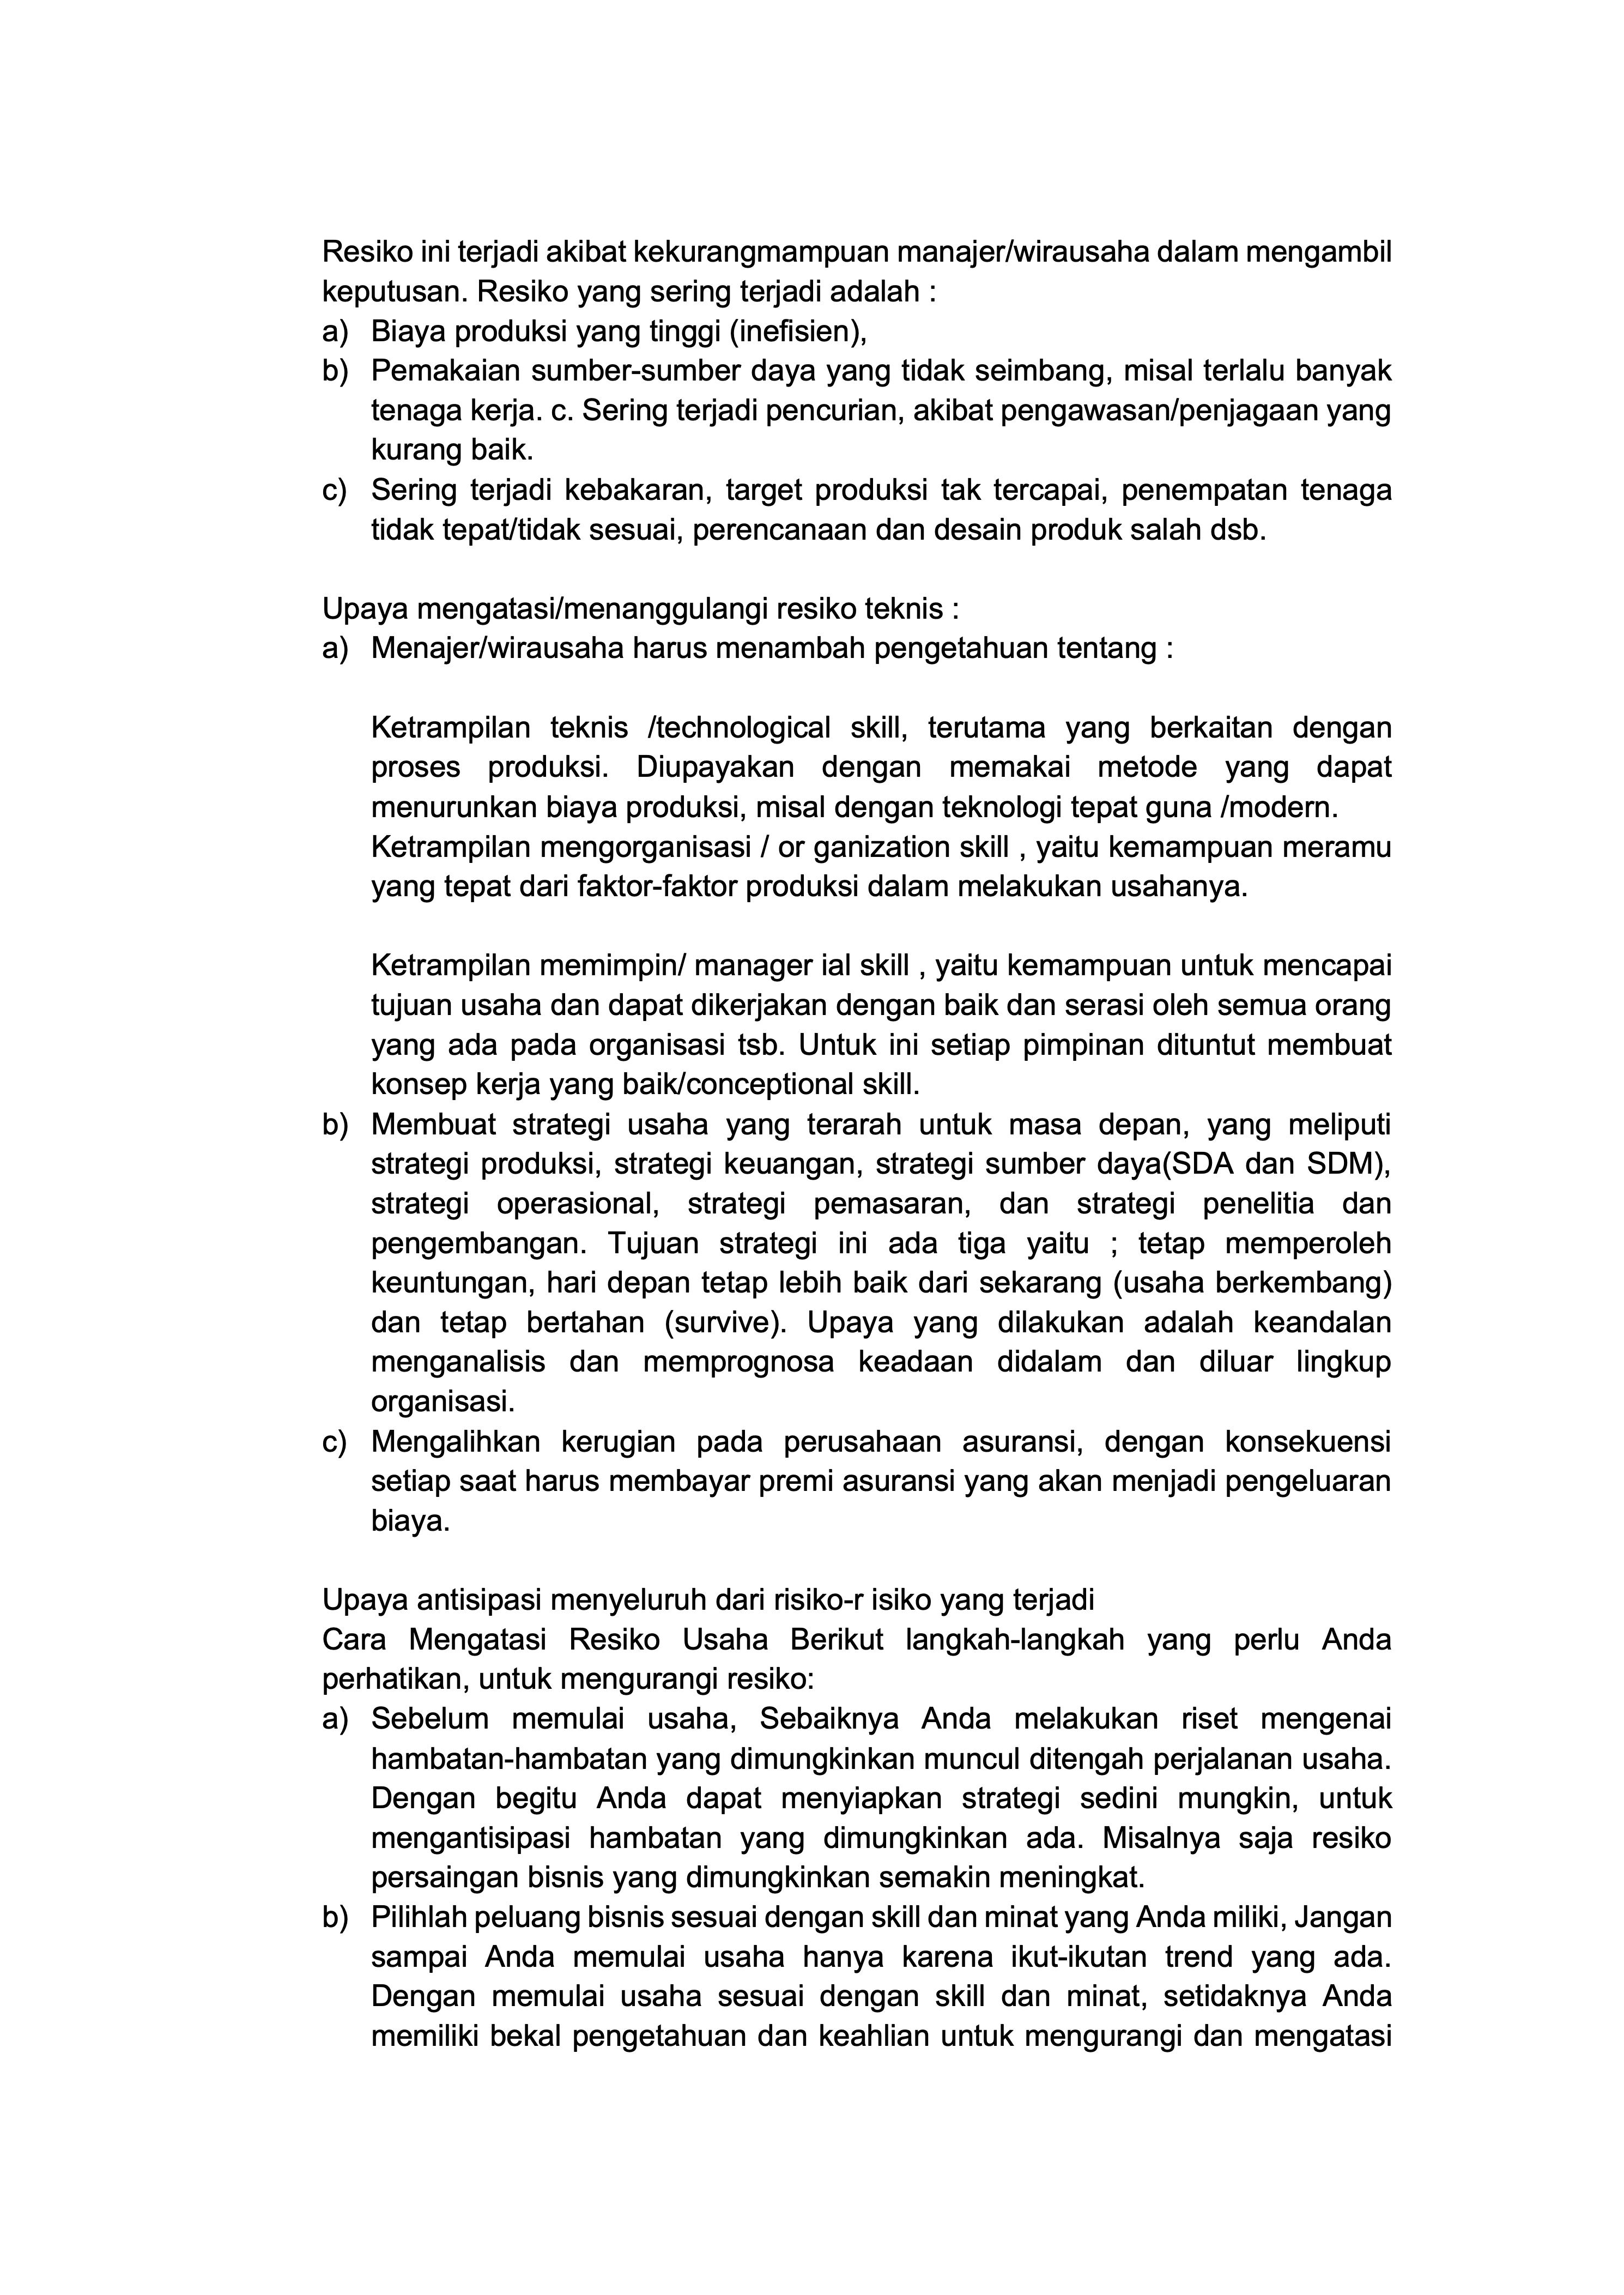 Resiko ini terjadi akibat kekurangmampuan manajer/wirausaha dalam mengambil
keputusan. Resiko yang sering terjadi adalah :
a) Biaya produksi yang tinggi (inefisien),
b) Pemakaian sumber-sumber daya yang tidak seimbang, misal terlalu banyak
tenaga kerja. c. Sering terjadi pencurian, akibat pengawasan/penjagaan yang
kurang baik.
c) Sering terjadi kebakaran, target produksi tak tercapai, penempatan tenaga
tidak tepat/tidak sesuai, perencanaan dan desain produk salah dsb.
Upaya mengatasi/menanggulangi resiko teknis :
a) Menajer/wirausaha harus menambah pengetahuan tentang :
Ketrampilan teknis /technological skill, terutama yang berkaitan dengan
proses produksi. Diupayakan dengan memakai metode yang dapat
menurunkan biaya produksi, misal dengan teknologi tepat guna /modern.
Ketrampilan mengorganisasi / or ganization skill , yaitu kemampuan meramu
yang tepat dari faktor-faktor produksi dalam melakukan usahanya.
Ketrampilan memimpin/ manager ial skill , yaitu kemampuan untuk mencapai
tujuan usaha dan dapat dikerjakan dengan baik dan serasi oleh semua orang
yang ada pada organisasi tsb. Untuk ini setiap pimpinan dituntut membuat
konsep kerja yang baik/conceptional skill.
b) Membuat strategi usaha yang terarah untuk masa depan, yang meliputi
strategi produksi, strategi keuangan, strategi sumber daya(SDA dan SDM),
strategi operasional, strategi pemasaran, dan strategi penelitia dan
pengembangan. Tujuan strategi ini ada tiga yaitu ; tetap memperoleh
keuntungan, hari depan tetap lebih baik dari sekarang (usaha berkembang)
dan tetap bertahan (survive). Upaya yang dilakukan adalah keandalan
menganalisis dan memprognosa keadaan didalam dan diluar lingkup
organisasi.
c) Mengalihkan kerugian pada perusahaan asuransi, dengan konsekuensi
setiap saat harus membayar premi asuransi yang akan menjadi pengeluaran
biaya.
Upaya antisipasi menyeluruh dari risiko-r isiko yang terjadi
Cara Mengatasi Resiko Usaha Berikut langkah-langkah yang perlu Anda
perhatikan, untuk mengurangi resiko:
a) Sebelum memulai usaha, Sebaiknya Anda melakukan riset mengenai
hambatan-hambatan yang dimungkinkan muncul ditengah perjalanan usaha.
Dengan begitu Anda dapat menyiapkan strategi sedini mungkin, untuk
mengantisipasi hambatan yang dimungkinkan ada. Misalnya saja resiko
persaingan bisnis yang dimungkinkan semakin meningkat.
b) Pilihlah peluang bisnis sesuai dengan skill dan minat yang Anda miliki, Jangan
sampai Anda memulai usaha hanya karena ikut-ikutan trend yang ada.
Dengan memulai usaha sesuai dengan skill dan minat, setidaknya Anda
memiliki bekal pengetahuan dan keahlian untuk mengurangi dan mengatasi